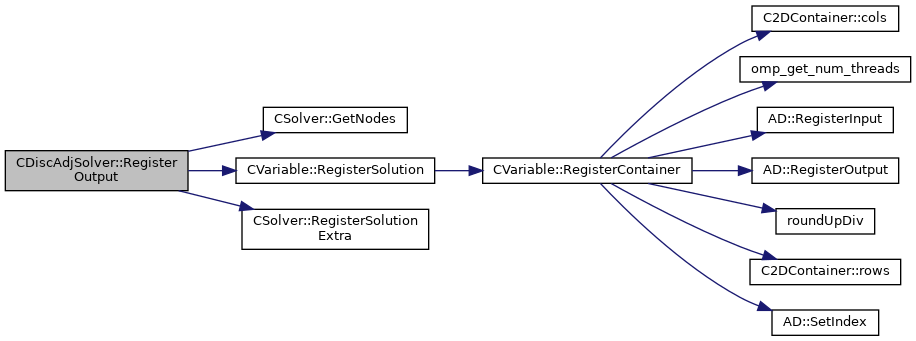 CDiscAdjSolver::Register
Output
CSolver::GetNodes
CVariable::RegisterSolution
CSolver::RegisterSolution
Extra
CVariable::RegisterContainer
C2DContainer::cols
omp_get_num_threads
AD::RegisterInput
AD::RegisterOutput
roundUpDiv
C2DContainer::rows
AD::SetIndex